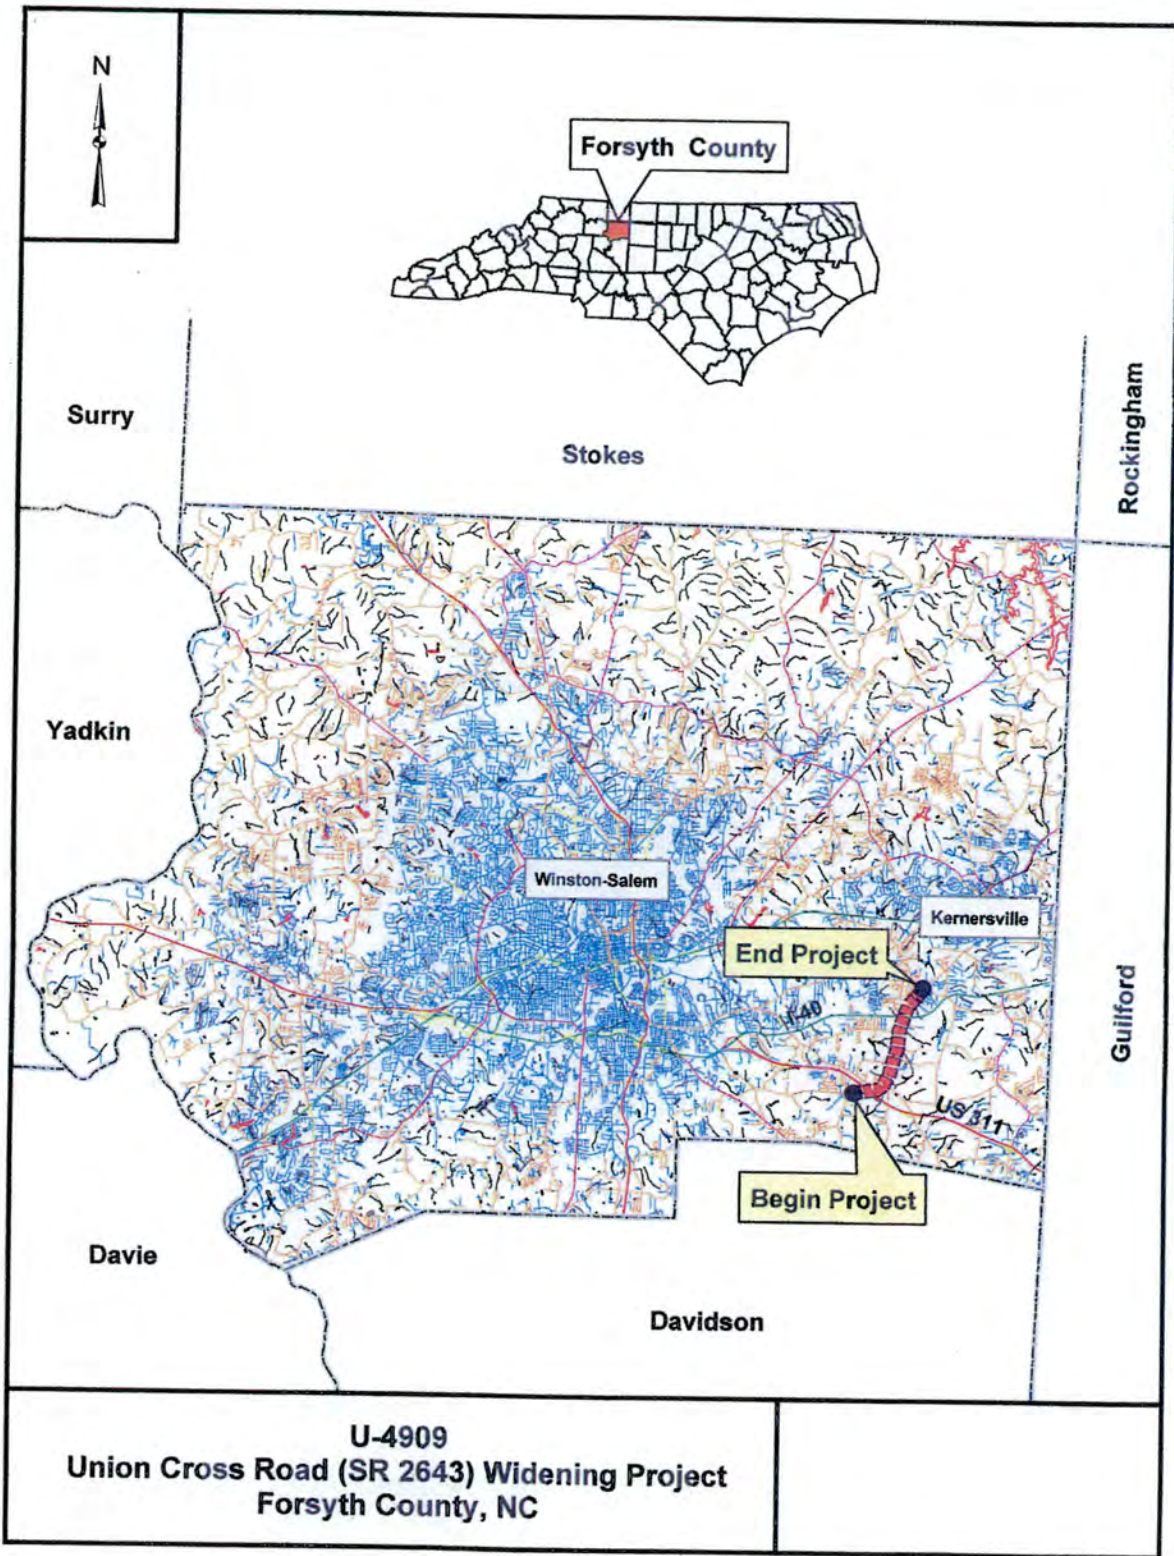 N
Forsyth County
Surry
Stokes
Rockingham
Yadkin
Winston-Salem
Kernersville
End Project
I-40
Guilford
US 311
Begin Project
Davie
Davidson
U-4909
Union Cross Road (SR 2643) Widening Project
Forsyth County, NC